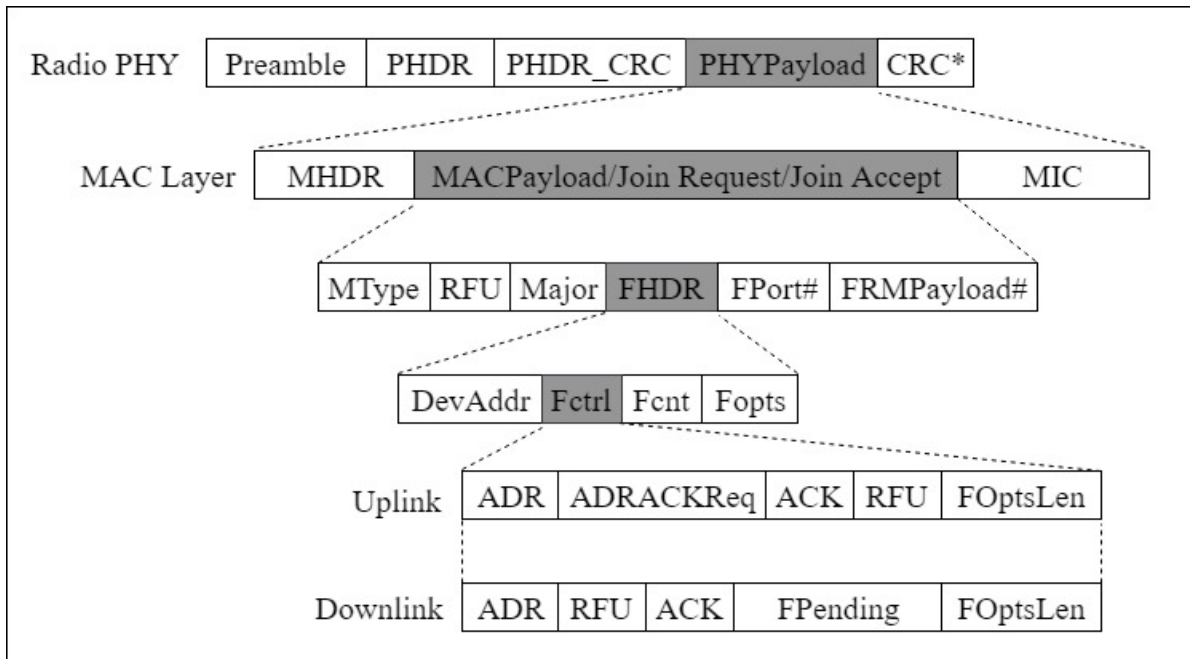 Radio PHY Preamble PHDR PHDR_CRC PHYPayload CRC*
MAC Layer MHDR MACPayload/Join Request/Join Accept MIC
MType RFU Major FHDR FPort# FRMPayload#
DevAddr Fctrl Fcnt Fopts
Uplink ADR ADRACKReq ACK RFU FOptsLen
Downlink ADR RFU ACK FPending FOptsLen